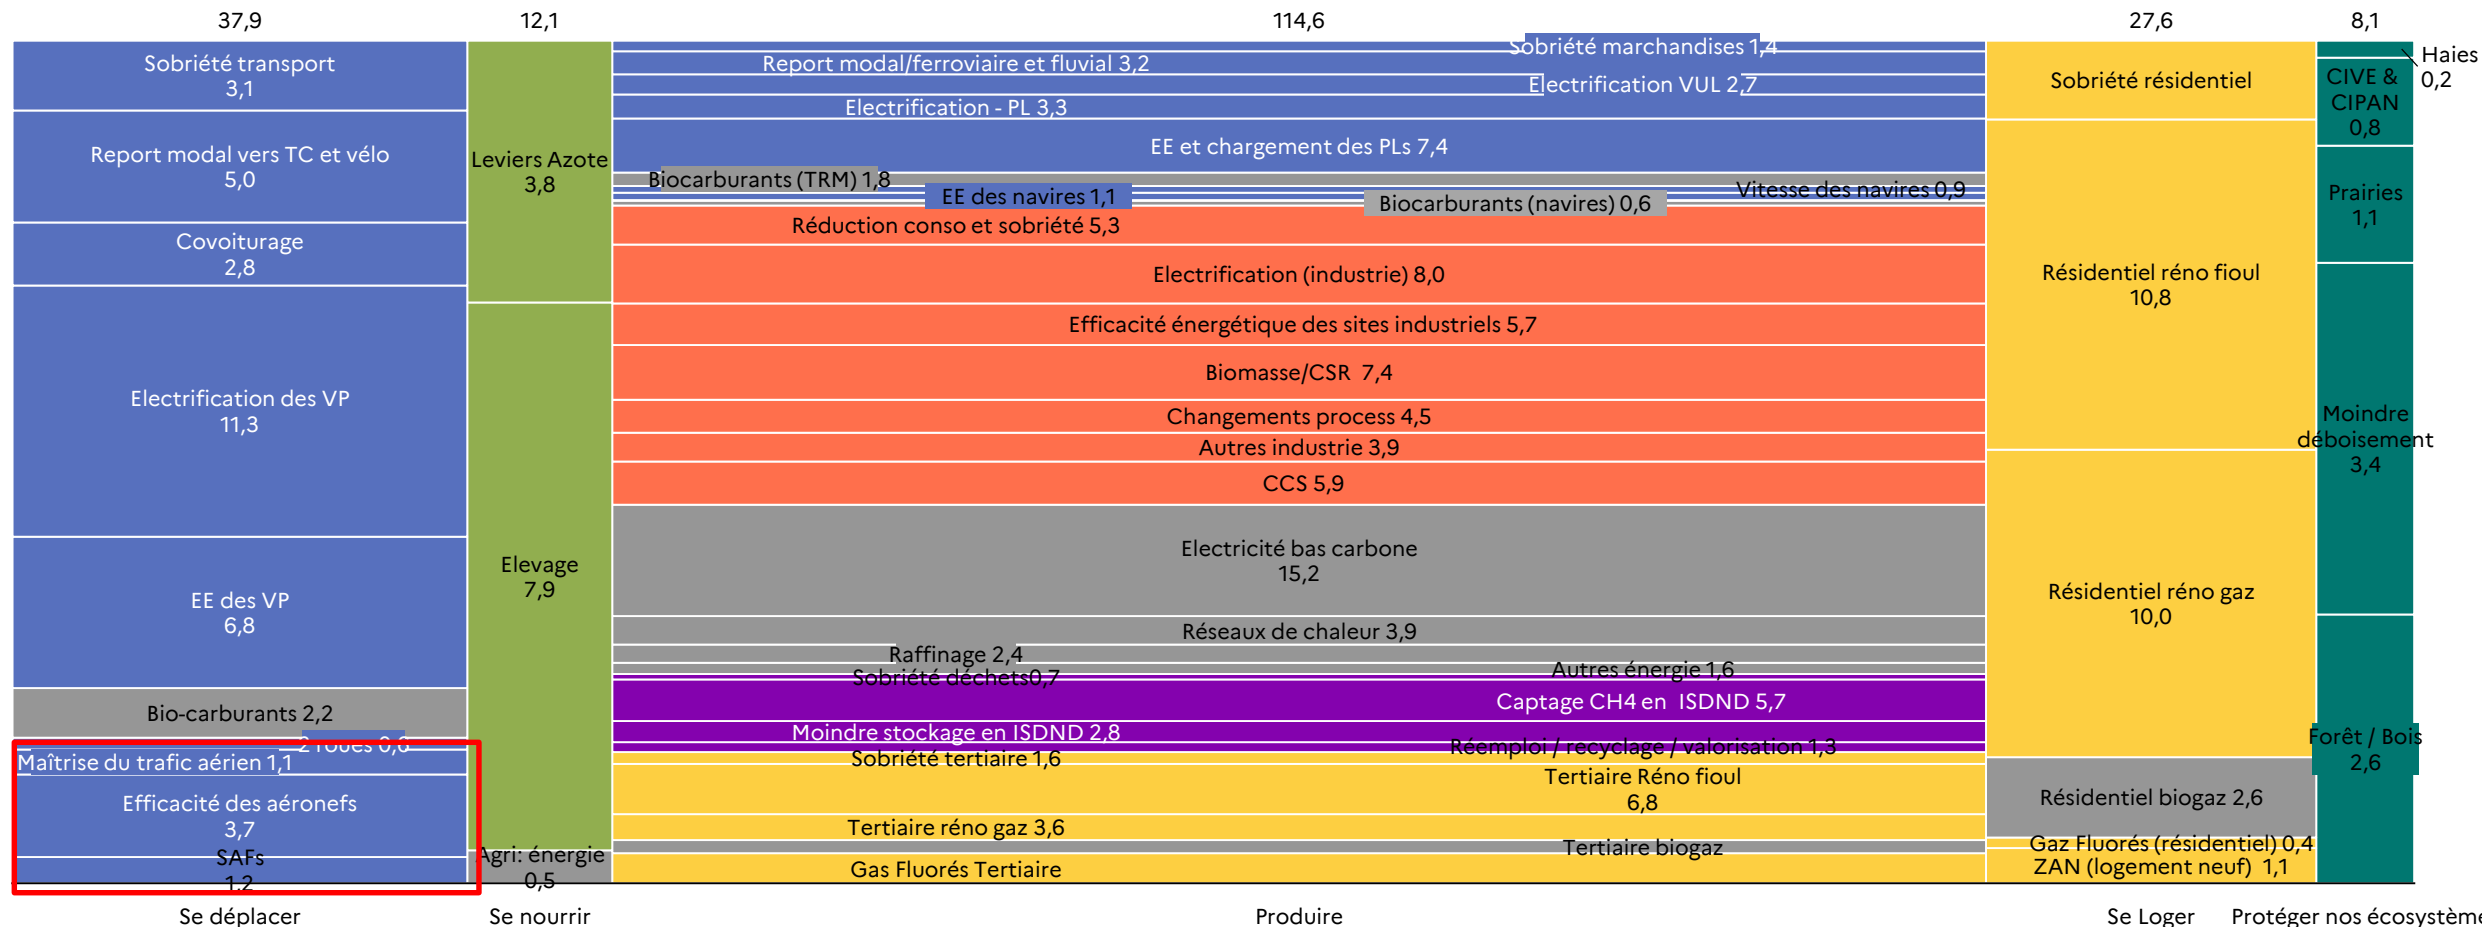 37,9
12,1
114,6
27,6
8,1
Sobriété transport
3,1
Report modal vers TC et vélo
5,0
Covoiturage
2,8
Electrification des VP
11,3
EE des VP
6,8
Bio-carburants 2,2
2 roues 0,6
Maîtrise du trafic aérien 1,1
Efficacité des aéronefs
3,7
SAFs
1,2
Leviers Azote
3,8
Elevage
7,9
Agri: énergie
0,5
Sobriété marchandises 1,4
Report modal/ferroviaire et fluvial 3,2
Electrification VUL 2,7
Electrification - PL 3,3
EE et chargement des PLs 7,4
Biocarburants (TRM) 1,8
Vitesse des navires 0,9
EE des navires 1,1
Biocarburants (navires) 0,6
Réduction conso et sobriété 5,3
Electrification (industrie) 8,0
Efficacité énergétique des sites industriels 5,7
Biomasse/CSR 7,4
Changements process 4,5
Autres industrie 3,9
CCS 5,9
Electricité bas carbone
15,2
Réseaux de chaleur 3,9
Raffinage 2,4
Autres énergie 1,6
Sobriété déchets0,7
Captage CH4 en ISDND 5,7
Moindre stockage en ISDND 2,8
Réemploi / recyclage / valorisation 1,3
Sobriété tertiaire 1,6
Tertiaire Réno fioul
6,8
Tertiaire réno gaz 3,6
Tertiaire biogaz
Gas Fluorés Tertiaire
Sobriété résidentiel
Résidentiel réno fioul
10,8
Résidentiel réno gaz
10,0
Résidentiel biogaz 2,6
Gaz Fluorés (résidentiel) 0,4
ZAN (logement neuf) 1,1
Haies
0,2
CIVE &
CIPAN
0,8
Prairies
1,1
Moindre
déboisement
3,4
Forêt / Bois
2,6
Se déplacer
Se nourrir
Produire
Se Loger
Protéger nos écosystème